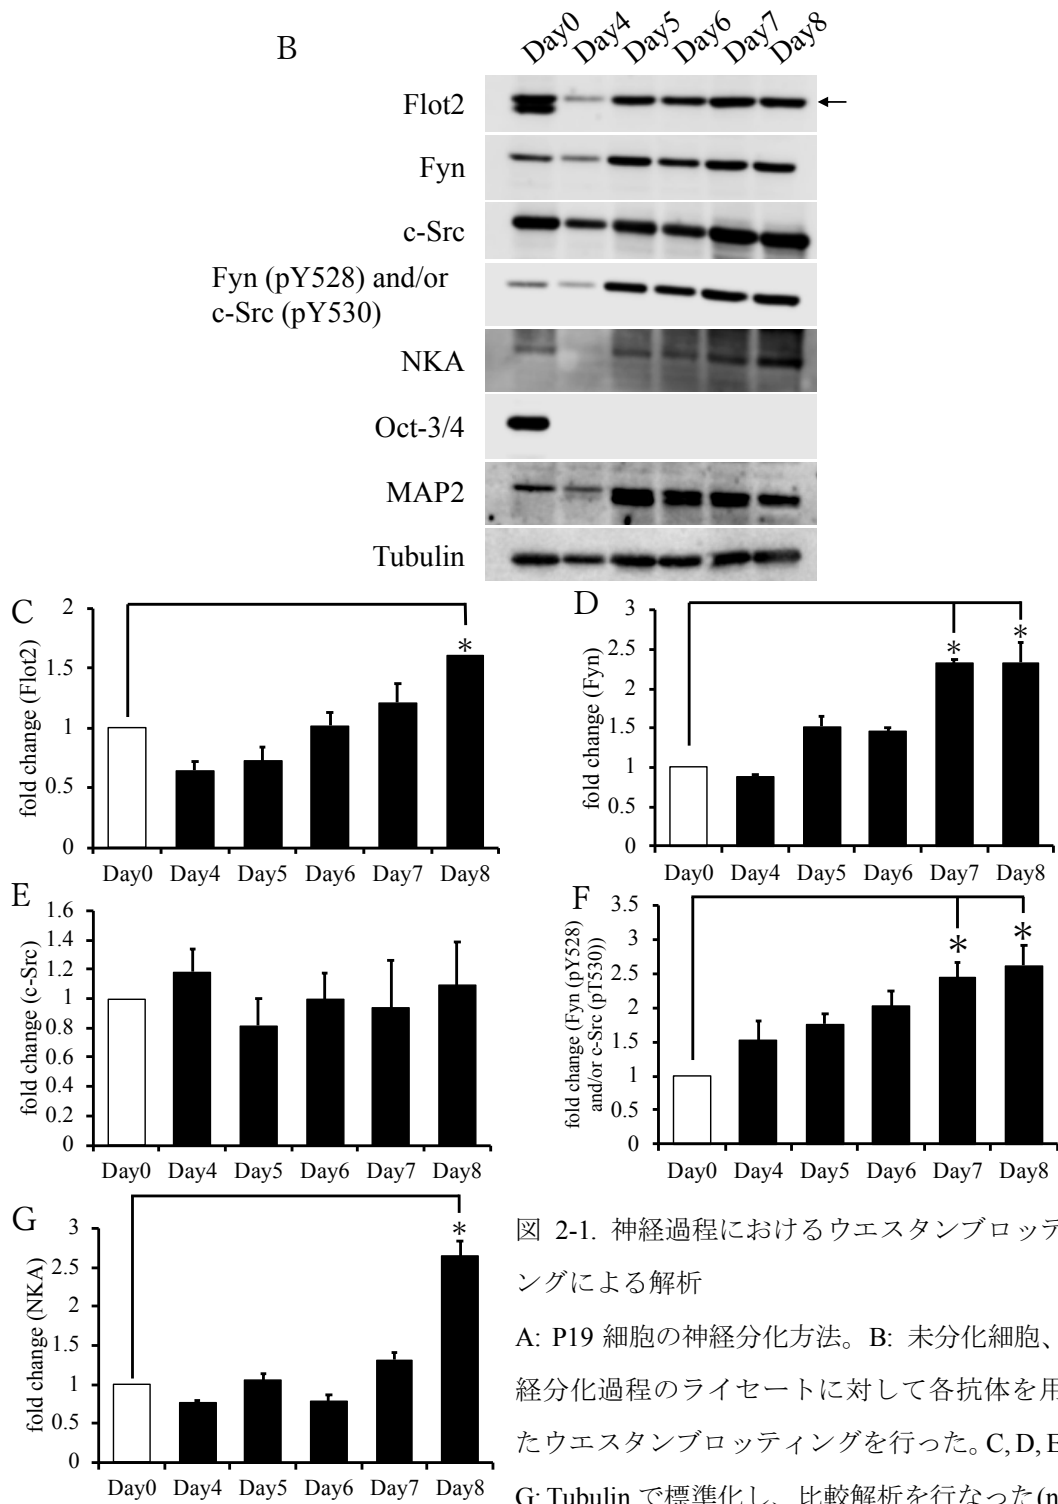 B
Day0 Day4 Day5 Day6 Day7 Day8
Flot2
Fyn
c-Src
Fyn (pY528) and/or
c-Src (pY530)
NKA
Oct-3/4
MAP2
Tubulin
C
fold change (Flot2)
2
1.5
1
0.5
0
*
Day0 Day4 Day5 Day6 Day7 Day8
D
fold change (Fyn)
3
2.5
2
1.5
1
0.5
0
* *
Day0 Day4 Day5 Day6 Day7 Day8
E
fold change (c-Src)
1.6
1.4
1.2
1
0.8
0.6
0.4
0.2
0
Day0 Day4 Day5 Day6 Day7 Day8
F
fold change (Fyn (pY528)
and/or c-Src (pT530))
3.5
3
2.5
2
1.5
1
0.5
0
* *
Day0 Day4 Day5 Day6 Day7 Day8
G
fold change (NKA)
3
2.5
2
1.5
1
0.5
0
*
Day0 Day4 Day5 Day6 Day7 Day8
図 2-1. 神経過程におけるウエスタンブロッテ
ングによる解析
A: P19 細胞の神経分化方法。B: 未分化細胞、
経分化過程のライセートに対して各抗体を用
たウエスタンブロッティングを行った。C, D, E
G: Tubulin で標準化し、比較解析を行なった(n